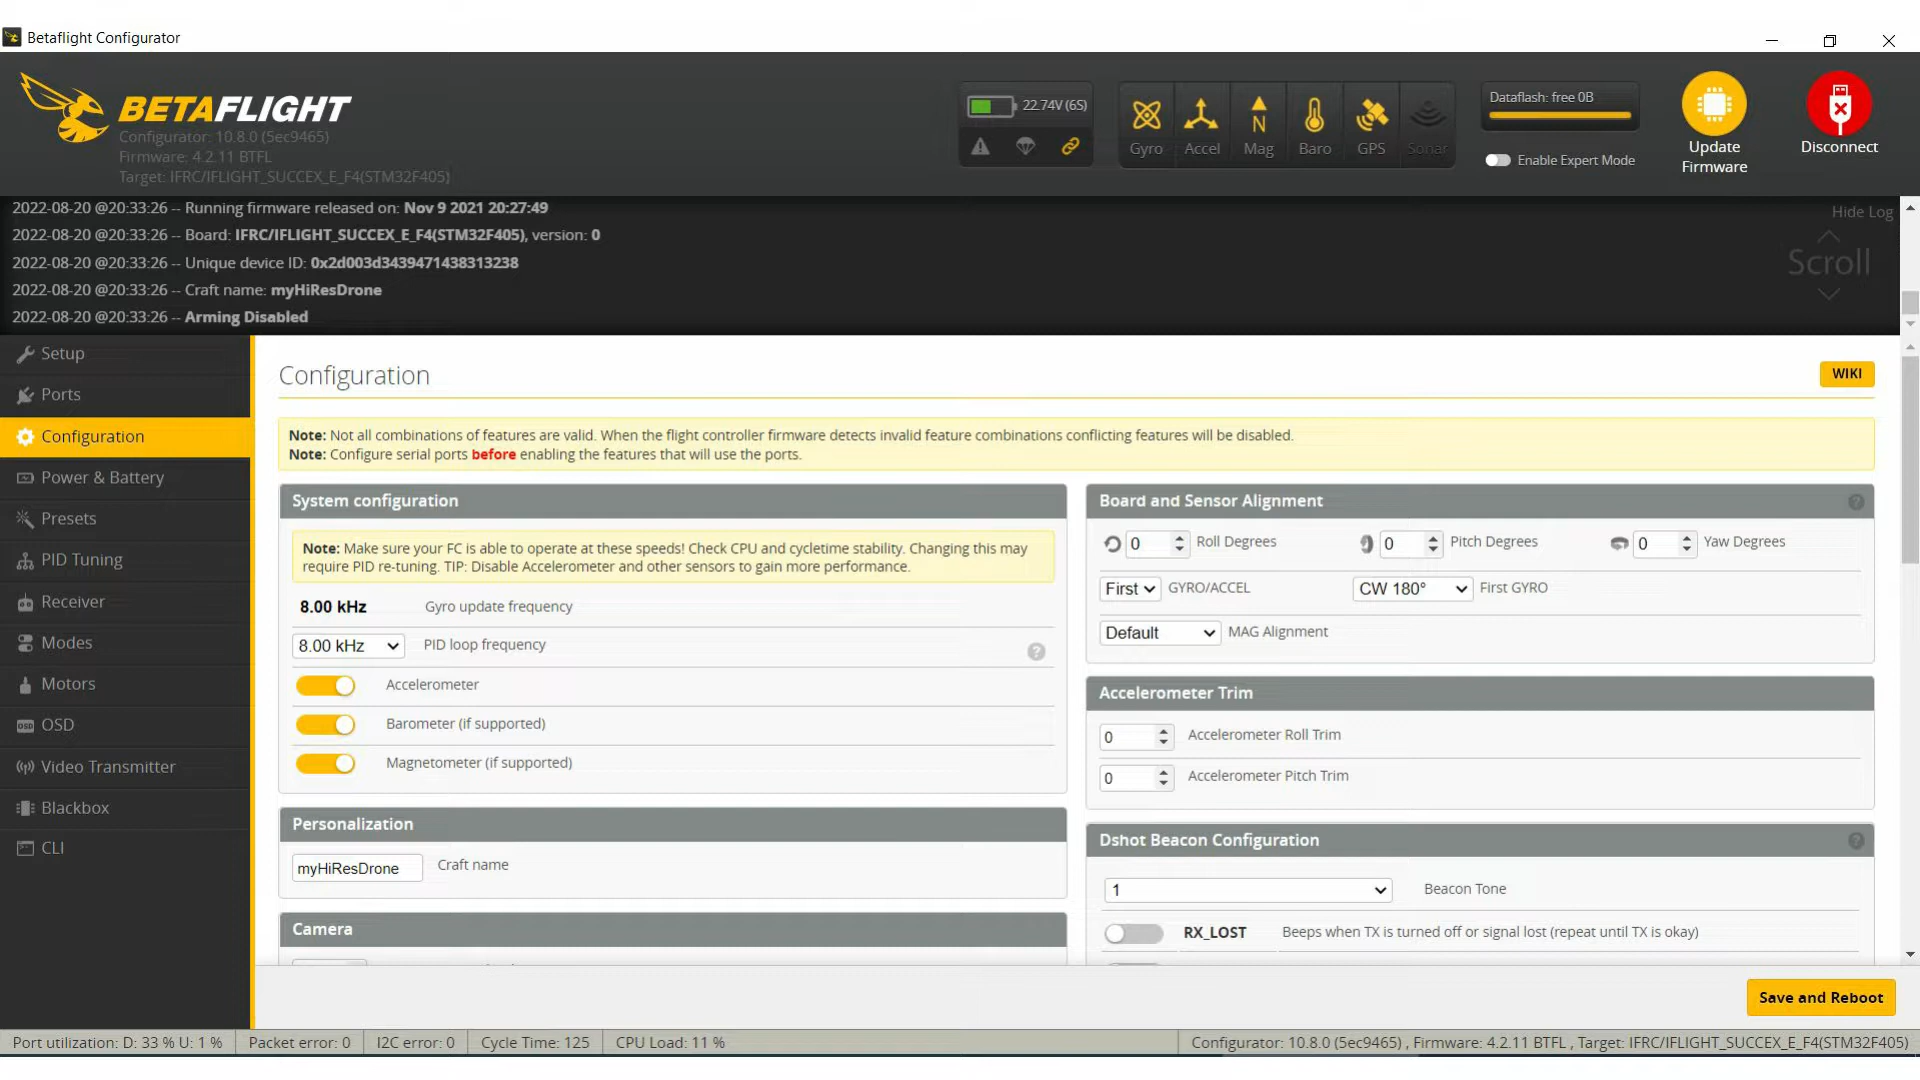 Betaflight Configurator
BETAFLIGHT
Configurator: 10.8.0 (5ec9465)
Firmware: 4.2.11 BTFL
Target: IFRC/IFLIGHT_SUCCEX_E_F4(STM32F405)
22.74V (6S)
Gyro
Accel
N
Mag
Baro
GPS
Sonar
Dataflash: free 0B
Enable Expert Mode
Update
Firmware
Disconnect
2022-08-20 @20:33:26 -- Running firmware released on: Nov 9 2021 20:27:49
2022-08-20 @20:33:26 -- Board: IFRC/IFLIGHT_SUCCEX_E_F4(STM32F405), version: 0
2022-08-20 @20:33:26 -- Unique device ID: 0x2d003d3439471438313238
2022-08-20 @20:33:26 -- Craft name: myHiResDrone
2022-08-20 @20:33:26 -- Arming Disabled
Hide Log
Scroll
Setup
Ports
Configuration
Power & Battery
Presets
PID Tuning
Receiver
Modes
Motors
OSD
Video Transmitter
Blackbox
CLI
Configuration
WIKI
Note: Not all combinations of features are valid. When the flight controller firmware detects invalid feature combinations conflicting features will be disabled.
Note: Configure serial ports before enabling the features that will use the ports.
System configuration
Note: Make sure your FC is able to operate at these speeds! Check CPU and cycletime stability. Changing this may
require PID re-tuning. TIP: Disable Accelerometer and other sensors to gain more performance.
8.00 kHz Gyro update frequency
8.00 kHz PID loop frequency ?
Accelerometer
Barometer (if supported)
Magnetometer (if supported)
Personalization
myHiResDrone Craft name
Camera
Board and Sensor Alignment ?
0 Roll Degrees 0 Pitch Degrees 0 Yaw Degrees
First GYRO/ACCEL CW 180° First GYRO
Default MAG Alignment
Accelerometer Trim
0 Accelerometer Roll Trim
0 Accelerometer Pitch Trim
Dshot Beacon Configuration ?
1 Beacon Tone
RX_LOST Beeps when TX is turned off or signal lost (repeat until TX is okay)
Save and Reboot
Port utilization: D: 33 % U: 1 % Packet error: 0 I2C error: 0 Cycle Time: 125 CPU Load: 11 % Configurator: 10.8.0 (5ec9465) , Firmware: 4.2.11 BTFL , Target: IFRC/IFLIGHT_SUCCEX_E_F4(STM32F405)